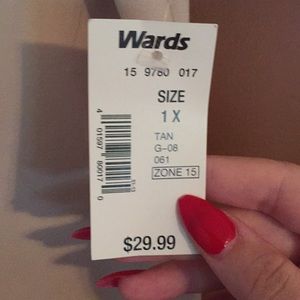 Wards
15 9780 017
SIZE
1 X
TAN
G-08
061
ZONE 15
$29.99